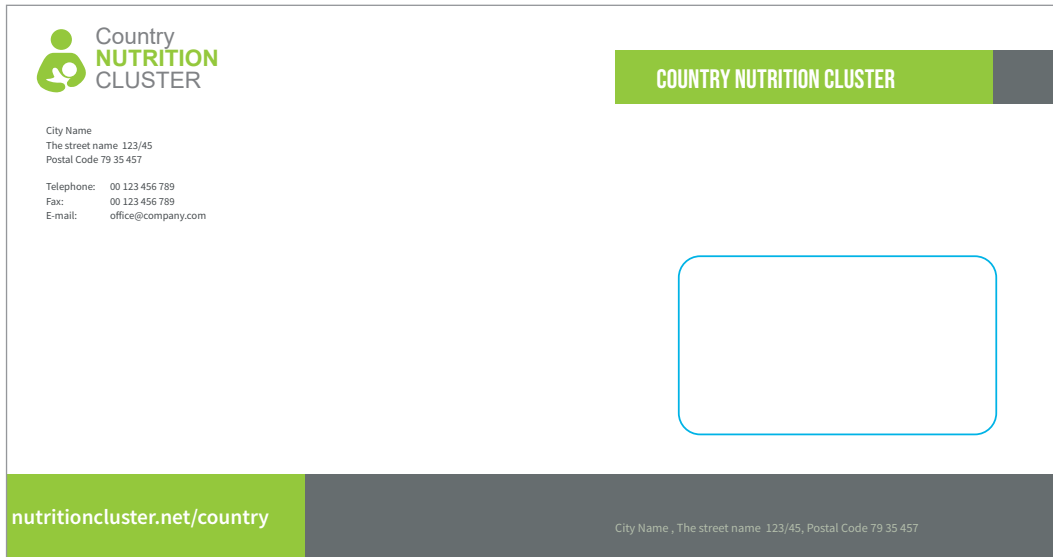 Country
NUTRITION
CLUSTER
COUNTRY NUTRITION CLUSTER
City Name
The street name 123/45
Postal Code 79 35 457
Telephone: 00 123 456 789
Fax: 00 123 456 789
E-mail: office@company.com
nutritioncluster.net/country
City Name , The street name 123/45, Postal Code 79 35 457